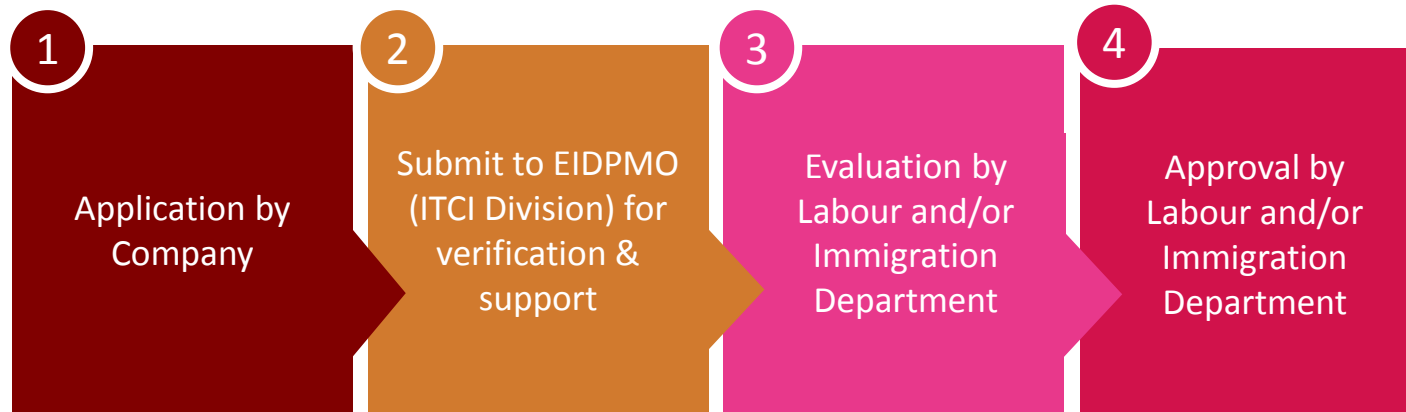 1
Application by
Company
2
Submit to EIDPMO
(ITCI Division) for
verification &
support
3
Evaluation by
Labour and/or
Immigration
Department
4
Approval by
Labour and/or
Immigration
Department